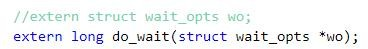 //extern struct wait_opts wo;
extern long do_wait(struct wait_opts *wo);